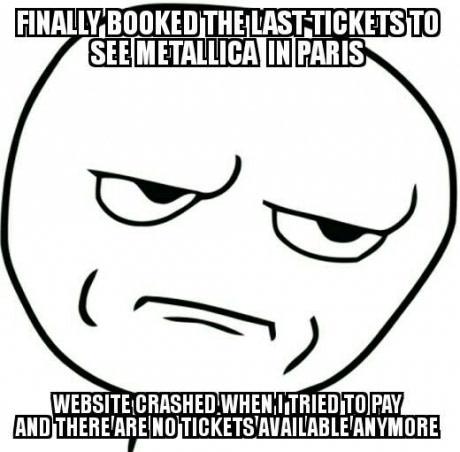 FINALLY BOOKED THE LAST TICKETS TO
SEE METALLICA IN PARIS
WEBSITE CRASHED WHEN I TRIED TO PAY
AND THERE ARE NO TICKETS AVAILABLE ANYMORE